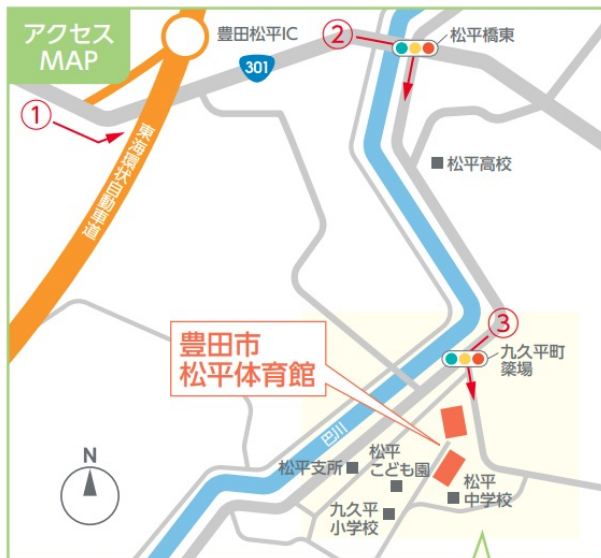 アクセス
MAP
豊田松平IC
②
松平橋東
301
①
東海環状自動車道
松平高校
③
九久平町
簗場
豊田市
松平体育館
巴川
松平支所
松平
こども園
松平
中学校
九久平
小学校
N